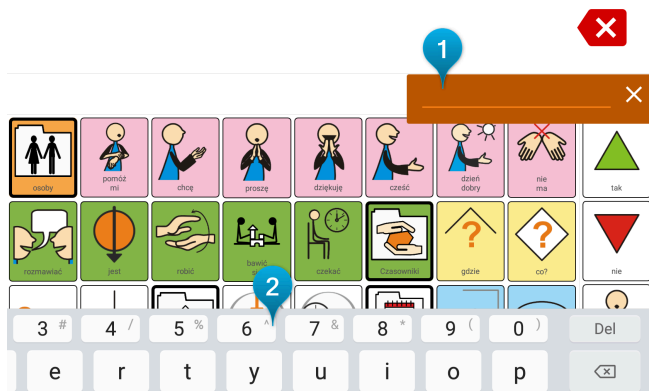 1
osoby
pomóż
mi
chcę
proszę
dziękuję
cześć
dzień
dobry
nie
ma
tak
rozmawiać
jest
robić
bawić
czekać
Czasowniki
?
gdzie
?
co?
nie
2
3 # 4 / 5 % 6 ^ 7 & 8 * 9 ( 0 ) Del
e r t y u i o p